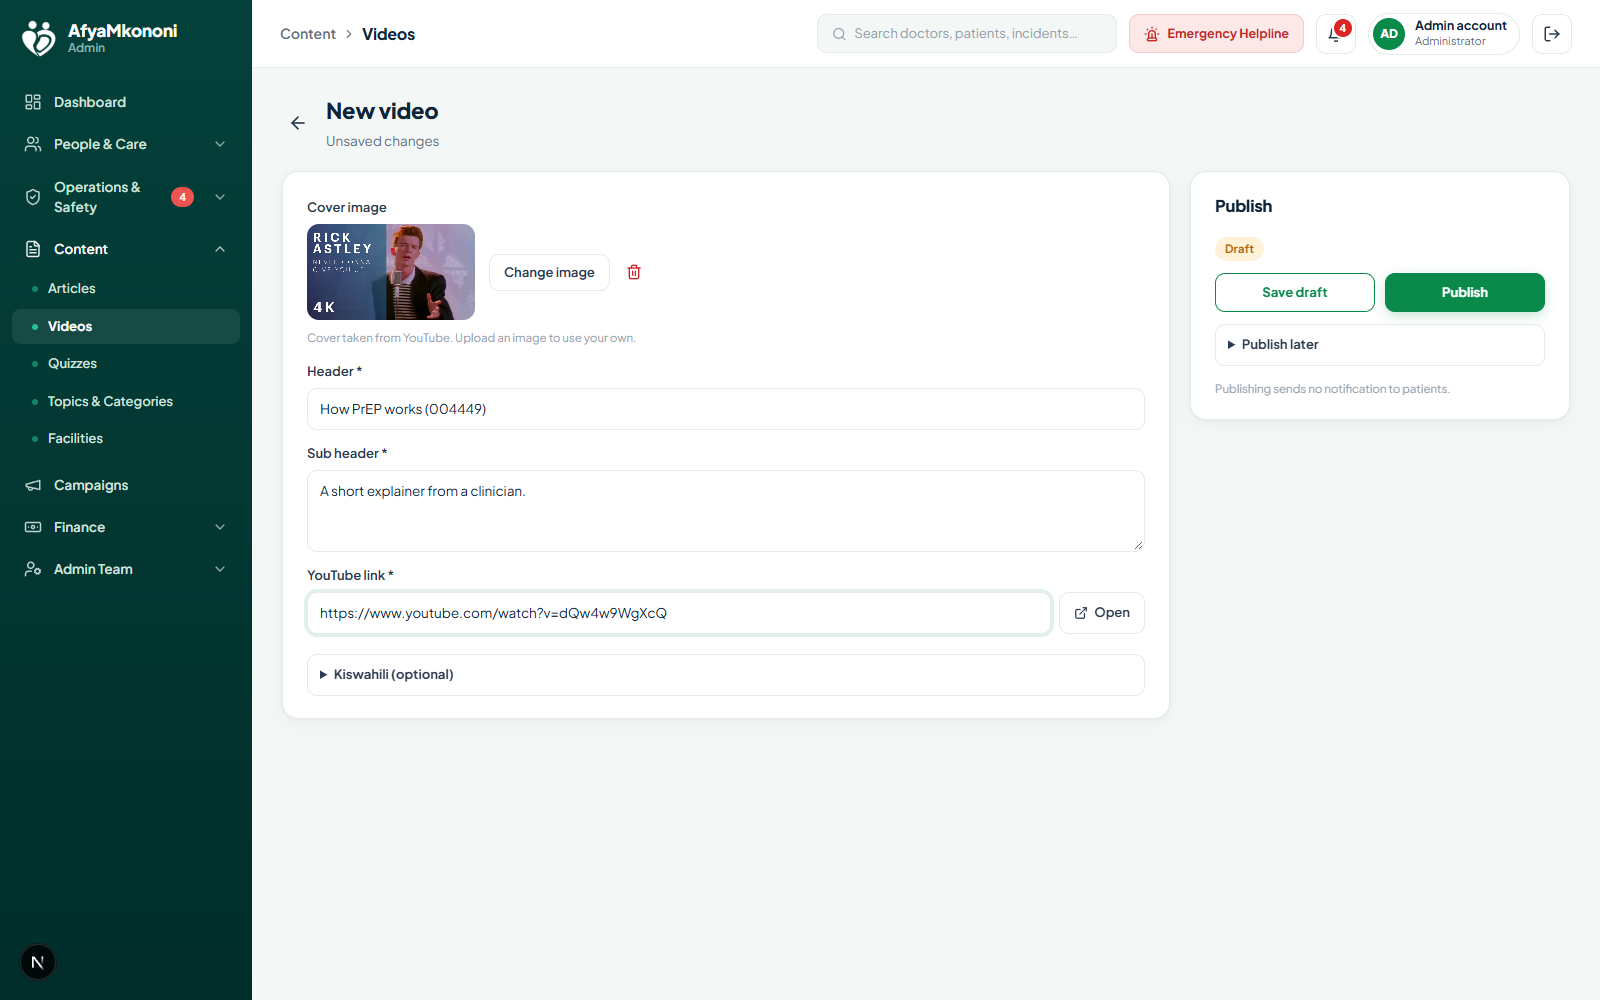 AfyaMkononi
Admin
Dashboard
People & Care
Operations & Safety
4
Content
Articles
Videos
Quizzes
Topics & Categories
Facilities
Campaigns
Finance
Admin Team
N
Content > Videos
Search doctors, patients, incidents...
Emergency Helpline
4
AD
Admin account
Administrator
New video
Unsaved changes
Cover image
RICK
ASTLEY
4K
Change image
Cover taken from YouTube. Upload an image to use your own.
Header *
How PrEP works (004449)
Sub header *
A short explainer from a clinician.
YouTube link *
https://www.youtube.com/watch?v=dQw4w9WgXcQ
Open
Kiswahili (optional)
Publish
Draft
Save draft
Publish
Publish later
Publishing sends no notification to patients.